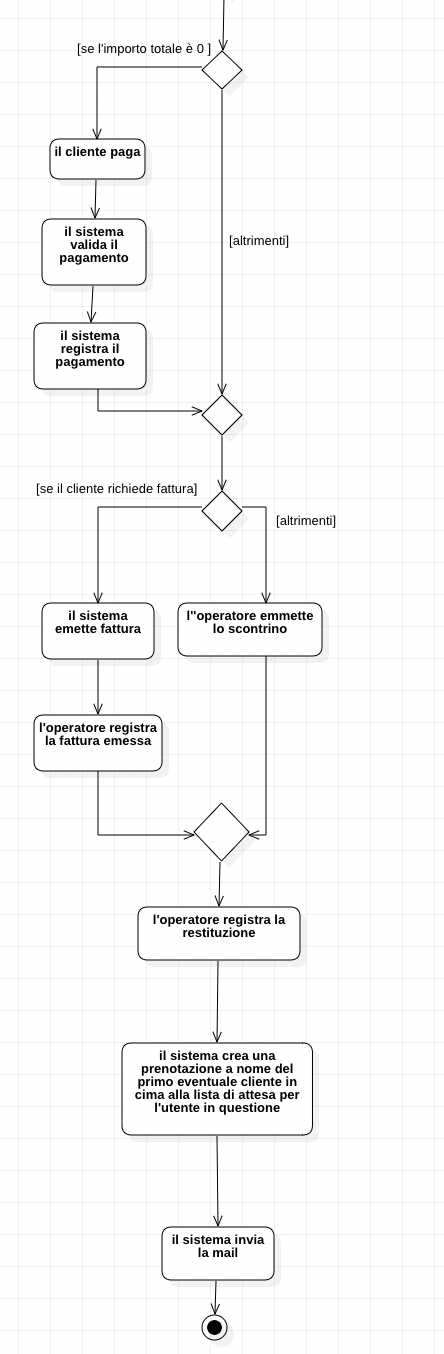 [se l'importo totale è 0 ]
il cliente paga
il sistema
valida il
pagamento
[altrimenti]
il sistema
registra il
pagamento
[se il cliente richiede fattura]
[altrimenti]
il sistema
emette fattura
l''operatore emmette
lo scontrino
l'operatore registra
la fattura emessa
l'operatore registra la
restituzione
il sistema crea una
prenotazione a nome del
primo eventuale cliente in
cima alla lista di attesa per
l'utente in questione
il sistema invia
la mail